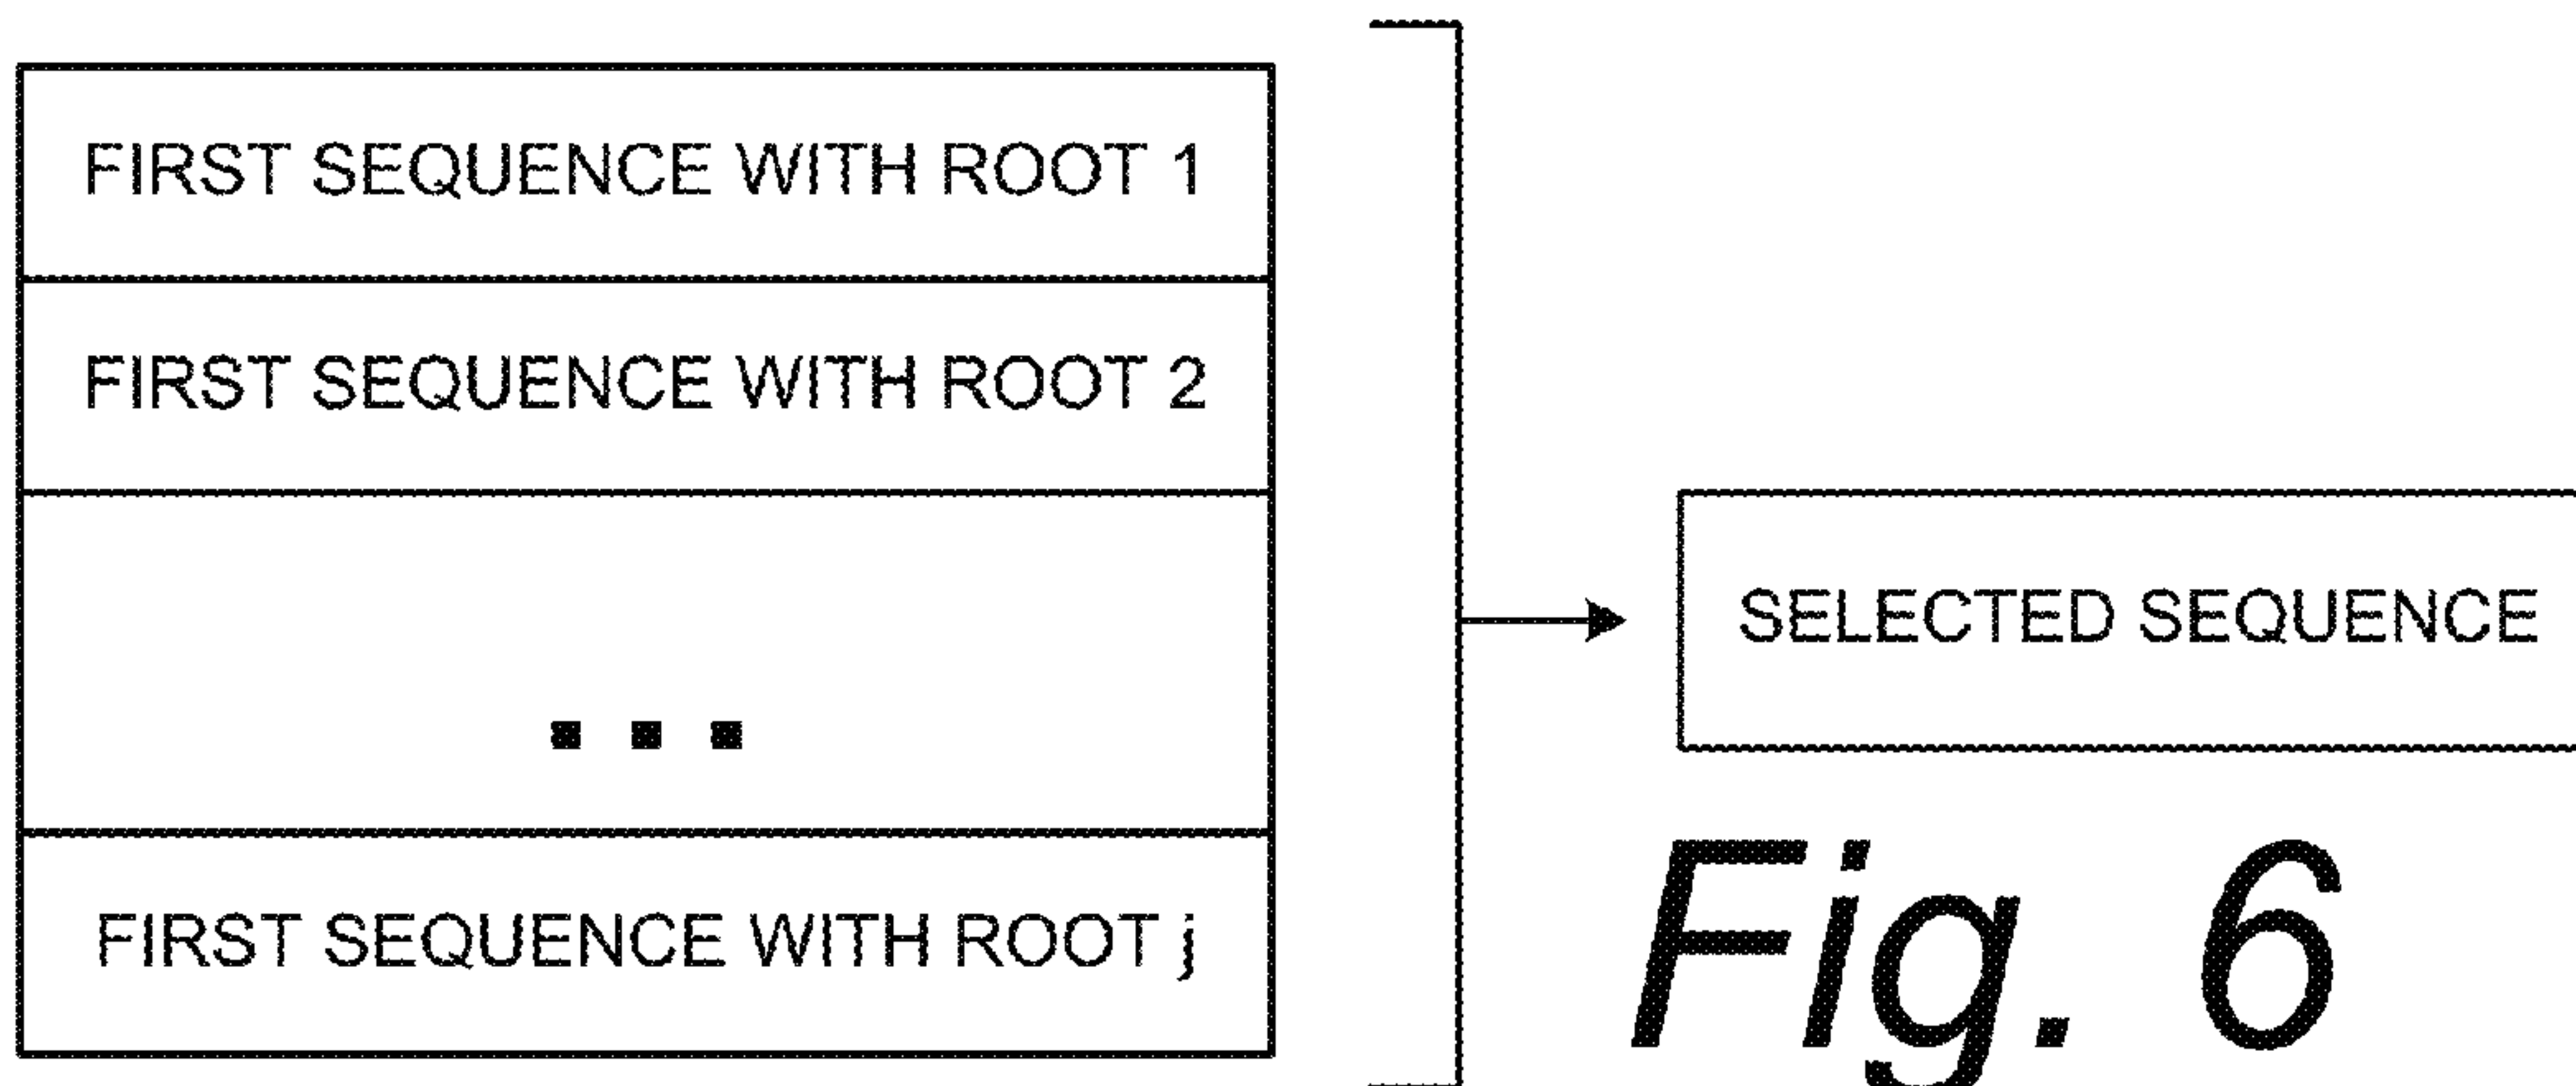 FIRST SEQUENCE WITH ROOT 1
FIRST SEQUENCE WITH ROOT 2
...
FIRST SEQUENCE WITH ROOT j
SELECTED SEQUENCE
Fig. 6